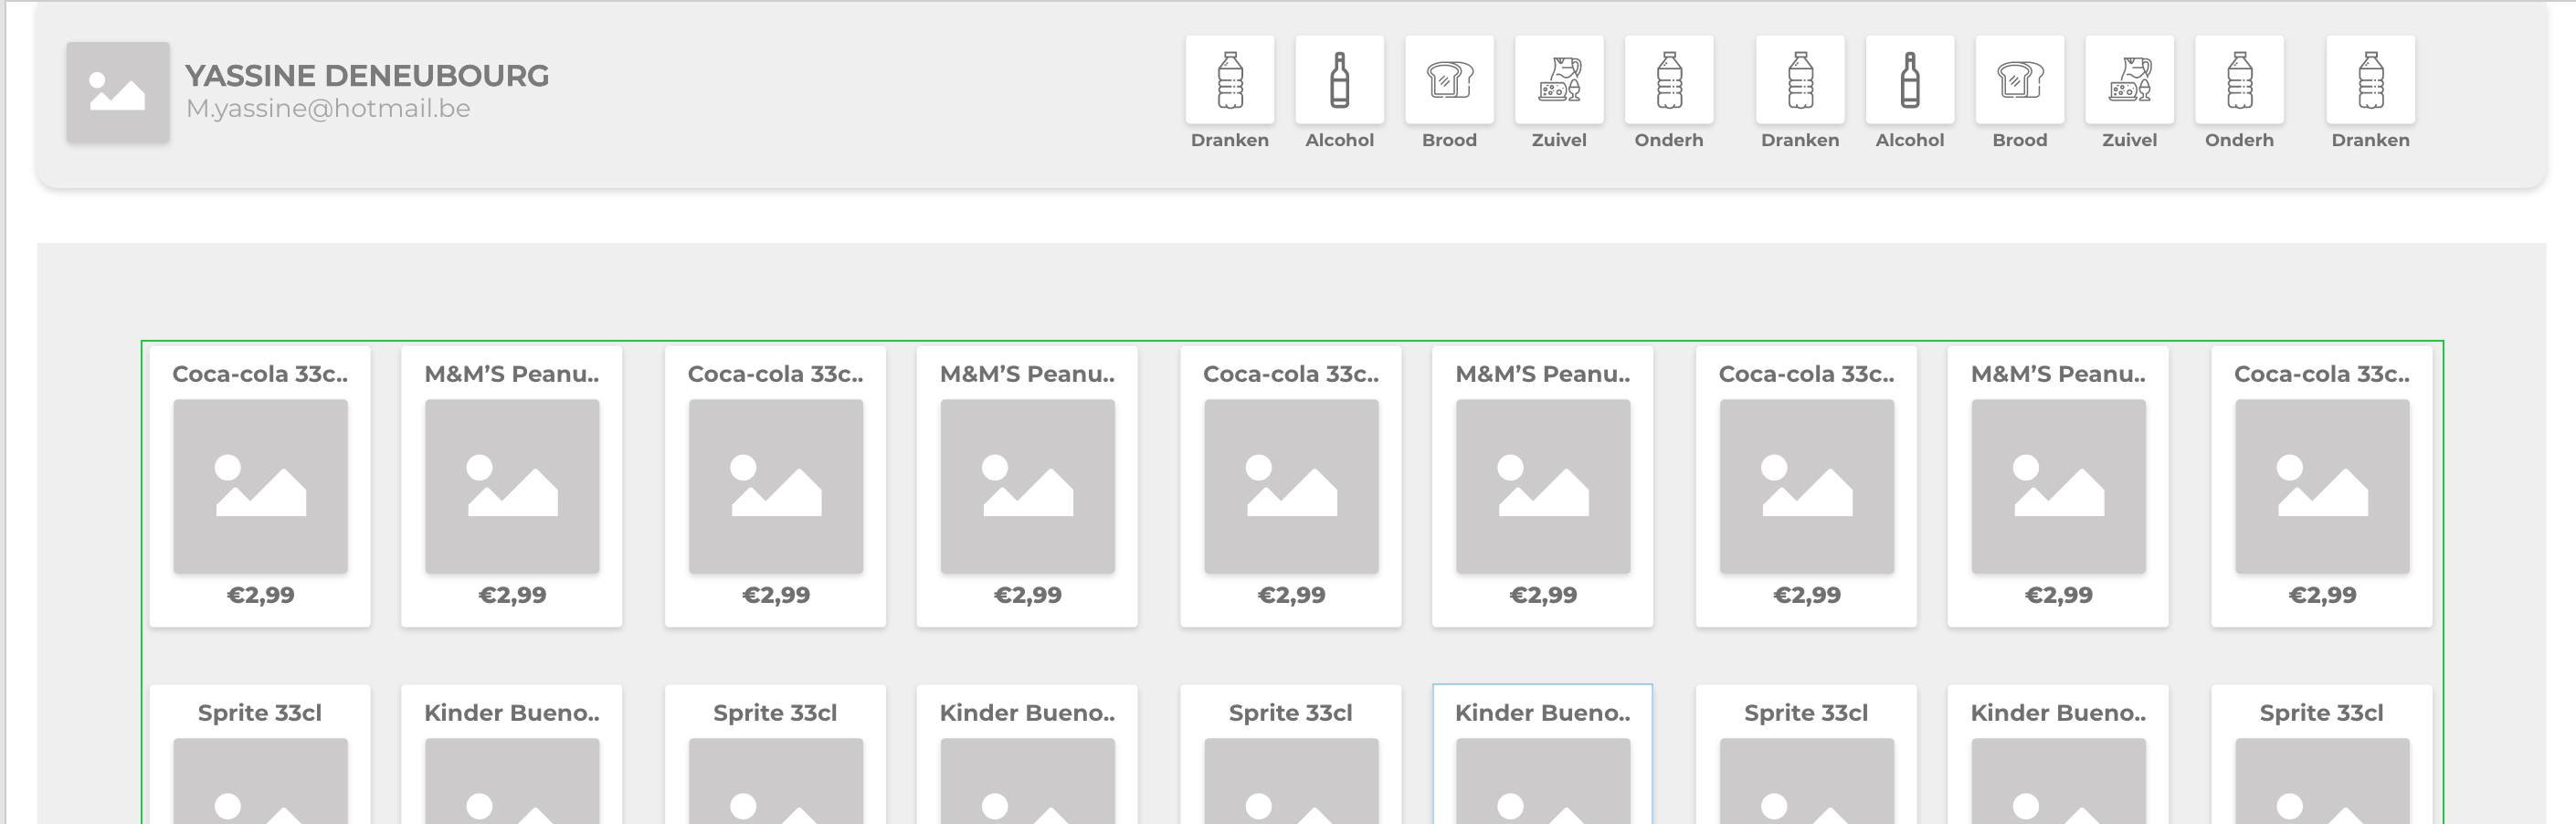 YASSINE DENEUBOURG
M.yassine@hotmail.be
Dranken Alcohol Brood Zuivel Onderh Dranken Alcohol Brood Zuivel Onderh Dranken
Coca-cola 33c.. M&M’S Peanu.. Coca-cola 33c.. M&M’S Peanu.. Coca-cola 33c.. M&M’S Peanu.. Coca-cola 33c.. M&M’S Peanu.. Coca-cola 33c..
€2,99 €2,99 €2,99 €2,99 €2,99 €2,99 €2,99 €2,99 €2,99
Sprite 33cl Kinder Bueno.. Sprite 33cl Kinder Bueno.. Sprite 33cl Kinder Bueno.. Sprite 33cl Kinder Bueno.. Sprite 33cl